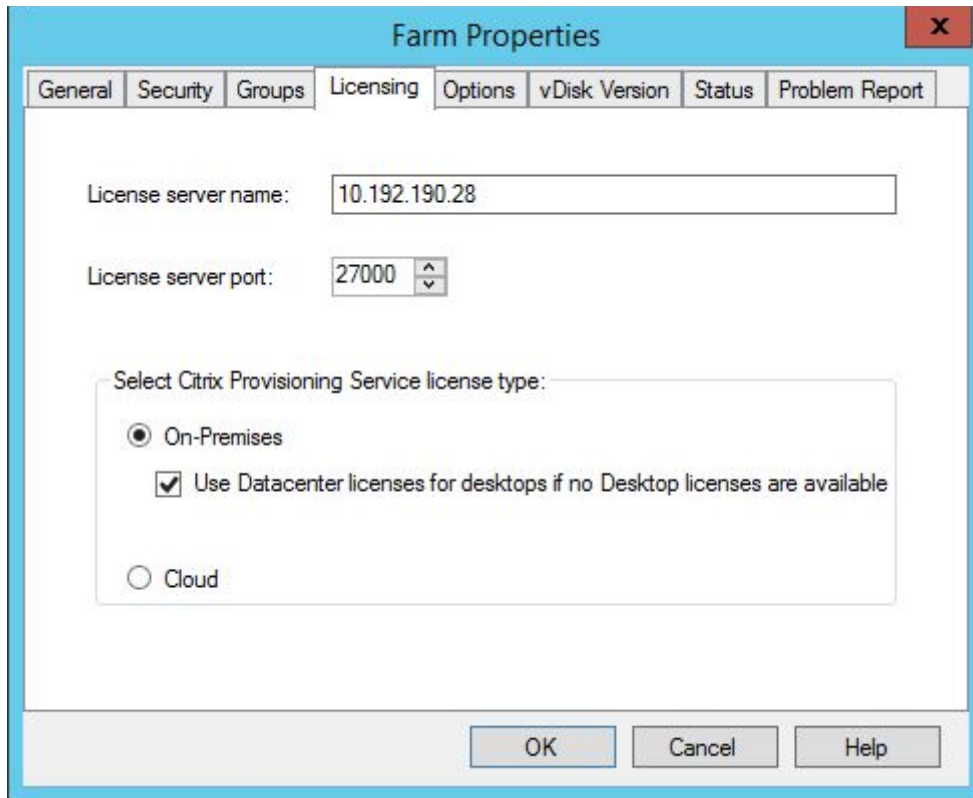 Farm Properties
x
General Security Groups Licensing Options vDisk Version Status Problem Report
License server name: 10.192.190.28
License server port: 27000
Select Citrix Provisioning Service license type:
On-Premises
Use Datacenter licenses for desktops if no Desktop licenses are available
Cloud
OK Cancel Help